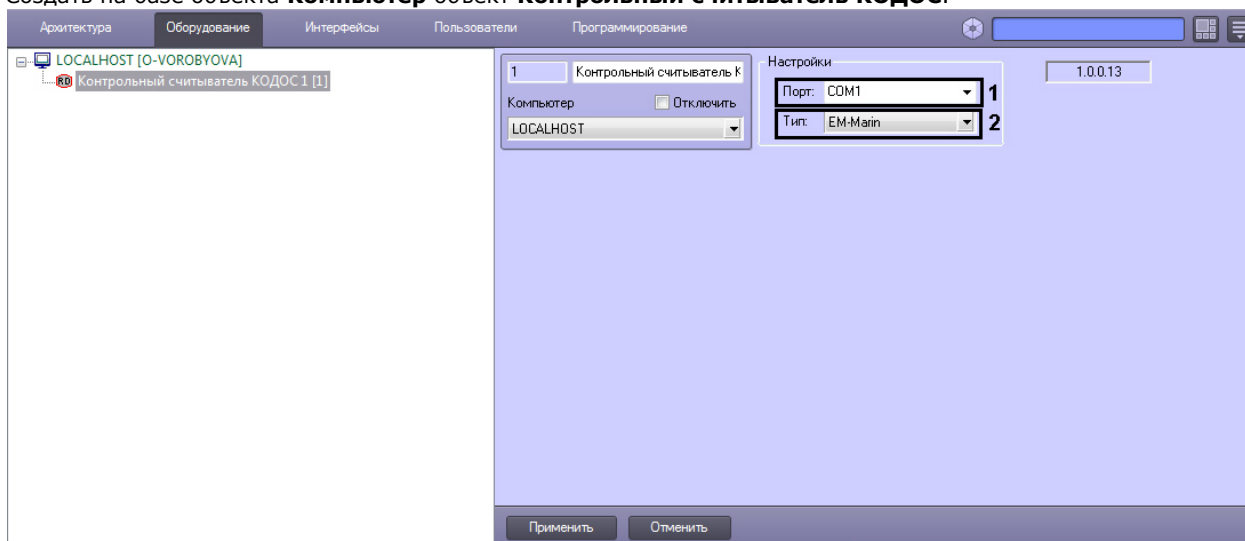 Создать на базе объекта Компьютер объект Контрольный считыватель КОДОС.
Архитектура Оборудование Интерфейсы Пользователи Программирование
LOCALHOST [O-VOROBYOVA]
RD Контрольный считыватель КОДОС 1 [1]
1 Контрольный считыватель К
Компьютер Отключить
LOCALHOST
Настройки
Порт: COM1 1
Тип: EM-Marin 2
1.0.0.13
Применить Отменить